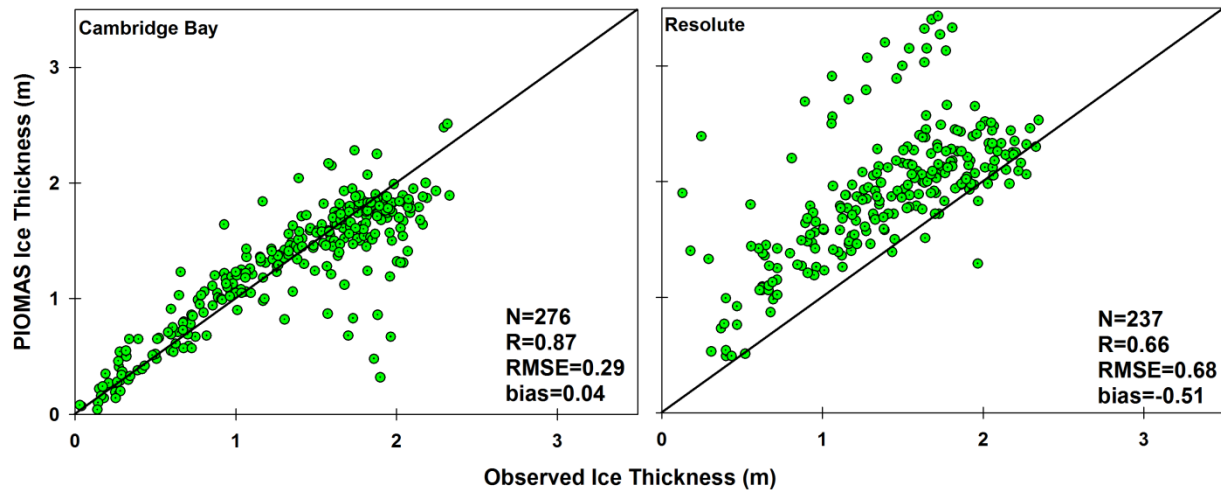 Cambridge Bay
Resolute
PIOMAS Ice Thickness (m)
3
2
1
0
N=276
R=0.87
RMSE=0.29
bias=0.04
N=237
R=0.66
RMSE=0.68
bias=-0.51
0 1 2 3
0 1 2 3
Observed Ice Thickness (m)